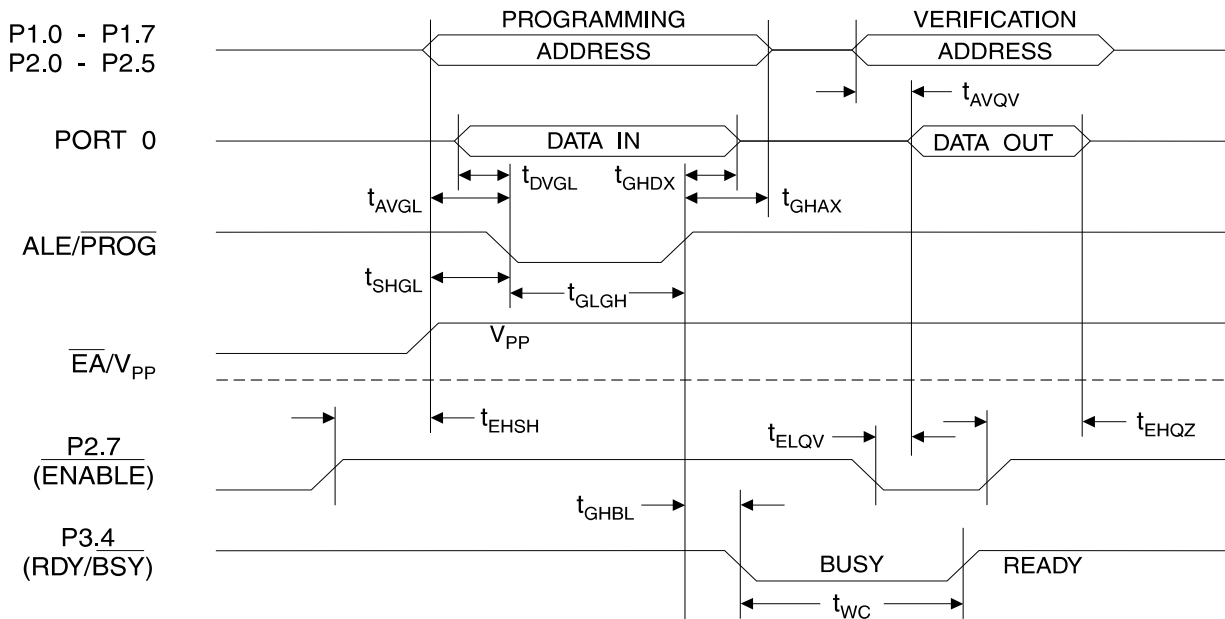 PROGRAMMING VERIFICATION
P1.0 - P1.7
P2.0 - P2.5
ADDRESS ADDRESS
tAVQV
PORT 0
DATA IN DATA OUT
tDVGL tGHDX
tAVGL tGHAX
ALE/PROG
tSHGL tGLGH
VPP
EA/VPP
tEHSH tELQV tEHQZ
P2.7
(ENABLE)
tGHBL
P3.4
(RDY/BSY)
BUSY READY
tWC